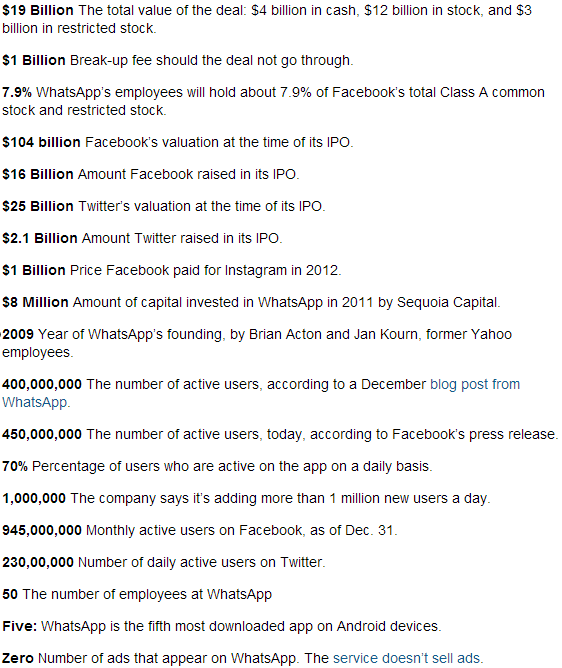 $19 Billion The total value of the deal: $4 billion in cash, $12 billion in stock, and $3
billion in restricted stock.
$1 Billion Break-up fee should the deal not go through.
7.9% WhatsApp's employees will hold about 7.9% of Facebook's total Class A common
stock and restricted stock.
$104 billion Facebook's valuation at the time of its IPO.
$16 Billion Amount Facebook raised in its IPO.
$25 Billion Twitter's valuation at the time of its IPO.
$2.1 Billion Amount Twitter raised in its IPO.
$1 Billion Price Facebook paid for Instagram in 2012.
$8 Million Amount of capital invested in WhatsApp in 2011 by Sequoia Capital.
2009 Year of WhatsApp's founding, by Brian Acton and Jan Kourn, former Yahoo
employees.
400,000,000 The number of active users, according to a December blog post from
WhatsApp.
450,000,000 The number of active users, today, according to Facebook's press release.
70% Percentage of users who are active on the app on a daily basis.
1,000,000 The company says it's adding more than 1 million new users a day.
945,000,000 Monthly active users on Facebook, as of Dec. 31.
230,00,000 Number of daily active users on Twitter.
50 The number of employees at WhatsApp
Five: WhatsApp is the fifth most downloaded app on Android devices.
Zero Number of ads that appear on WhatsApp. The service doesn't sell ads.